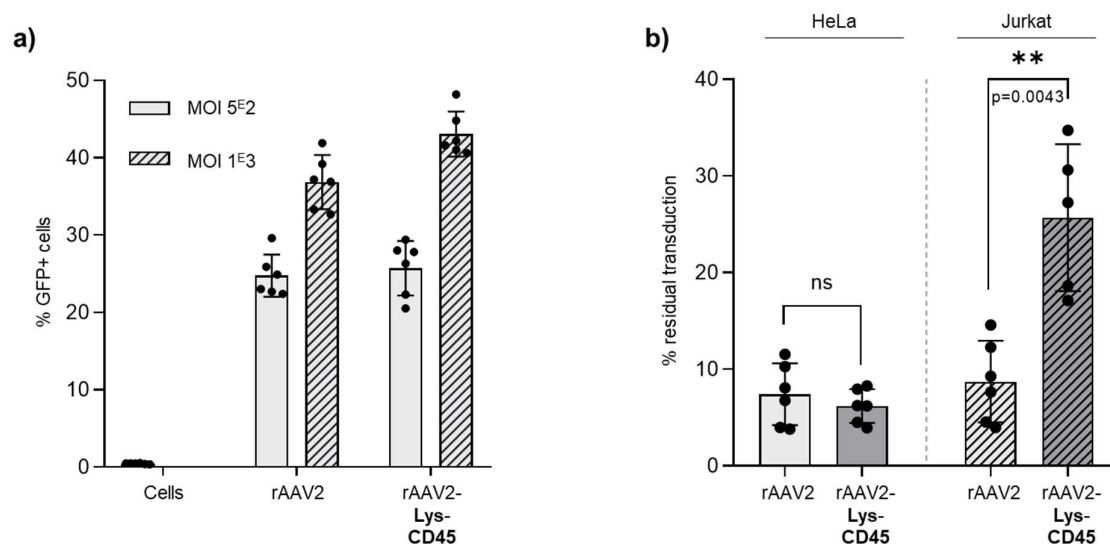 a)
% GFP+ cells
50
40
30
20
10
0
MOI 5ᴱ2
MOI 1ᴱ3
Cells
rAAV2
rAAV2-
Lys-
CD45
b)
HeLa
Jurkat
% residual transduction
40
30
20
10
0
ns
**
p=0.0043
rAAV2
rAAV2-
Lys-
CD45
rAAV2
rAAV2-
Lys-
CD45